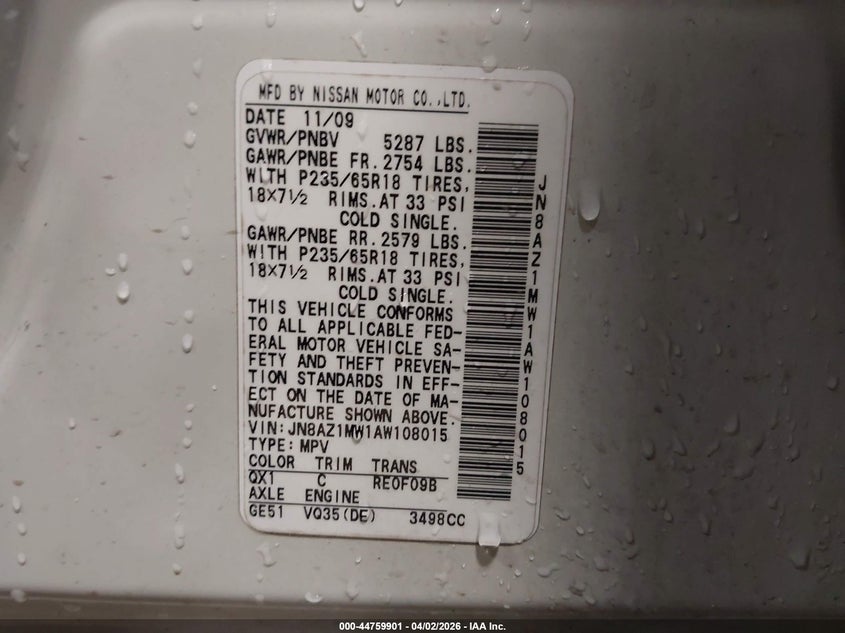 MFD BY NISSAN MOTOR CO.,LTD.
DATE 11/09
GVWR/PNBV 5287 LBS.
GAWR/PNBE FR. 2754 LBS.
WITH P235/65R18 TIRES,
18×7½ RIMS.AT 33 PSI
COLD SINGLE.
GAWR/PNBE RR. 2579 LBS.
WITH P235/65R18 TIRES,
18×7½ RIMS.AT 33 PSI
COLD SINGLE.
THIS VEHICLE CONFORMS
TO ALL APPLICABLE FED-
ERAL MOTOR VEHICLE SA-
FETY AND THEFT PREVEN-
TION STANDARDS IN EFF-
ECT ON THE DATE OF MA-
NUFACTURE SHOWN ABOVE.
VIN:JN8AZ1MW1AW108015
TYPE:MPV
COLOR TRIM TRANS
QX1 C RE0F09B
AXLE ENGINE
GE51 VQ35(DE) 3498CC
JN8AZ1MW1AW108015
000-44759901 - 04/02/2026 - IAA Inc.